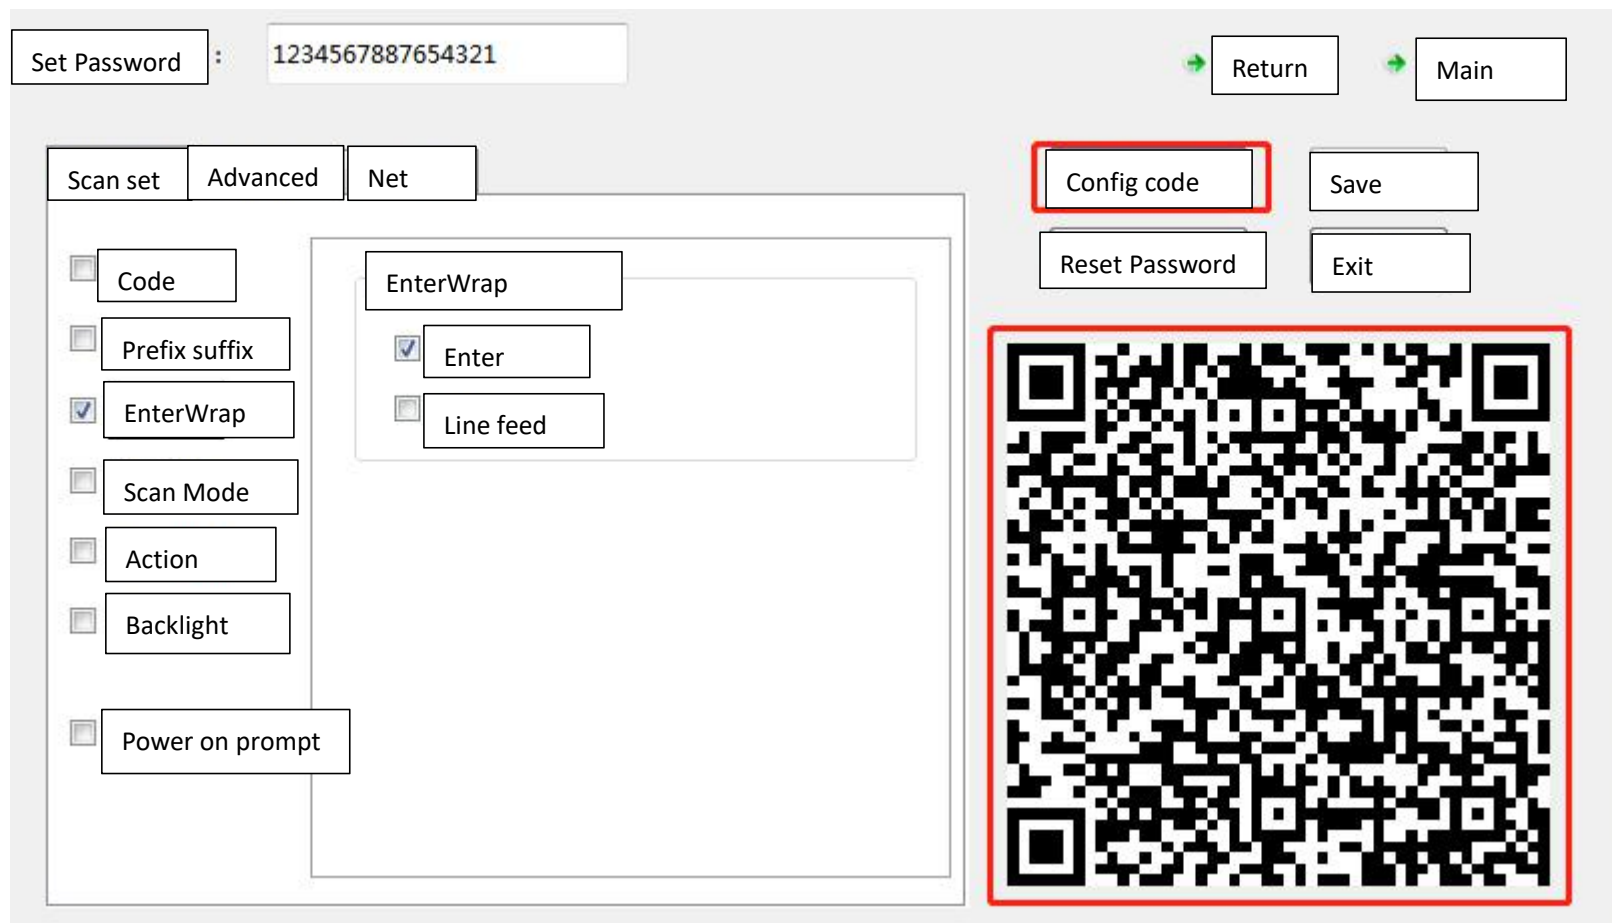 Set Password : 1234567887654321
Return
Main
Scan set
Advanced
Net
Config code
Save
Reset Password
Exit
Code
Prefix suffix
EnterWrap
Scan Mode
Action
Backlight
Power on prompt
EnterWrap
Enter
Line feed